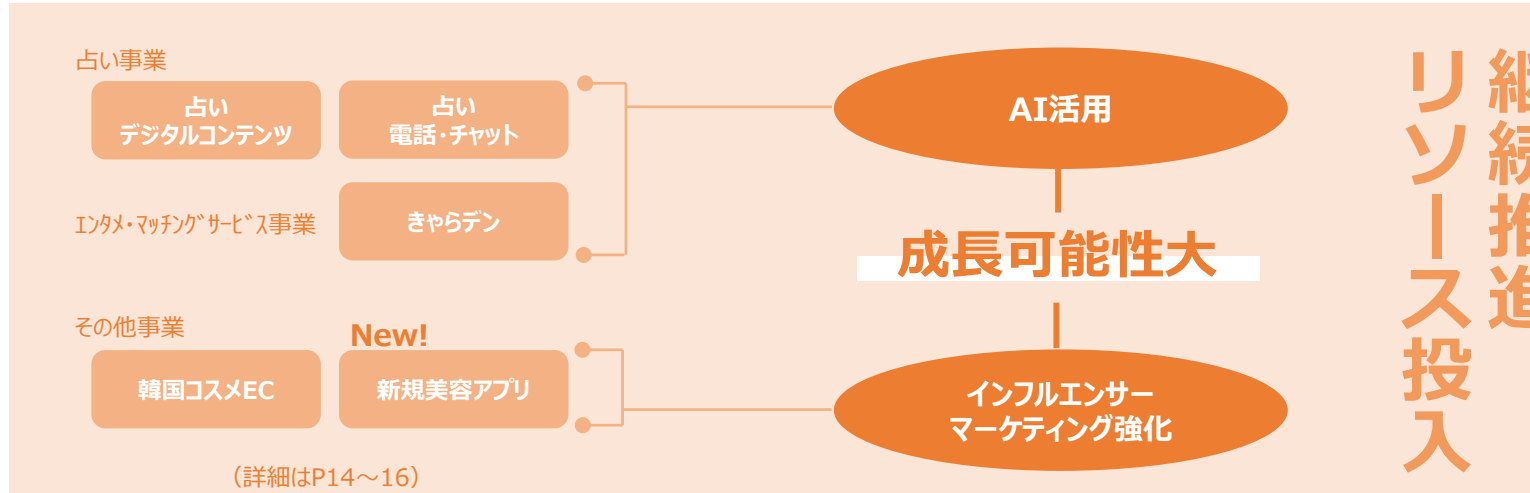 占い事業
占い
デジタルコンテンツ
占い
電話・チャット
エンタメ・マッチングサービス事業
きゃらデン
その他事業
New!
韓国コスメEC
新規美容アプリ
（詳細はP14～16）
AI活用
成長可能性大
インフルエンサー
マーケティング強化
継続推進
リソース投入